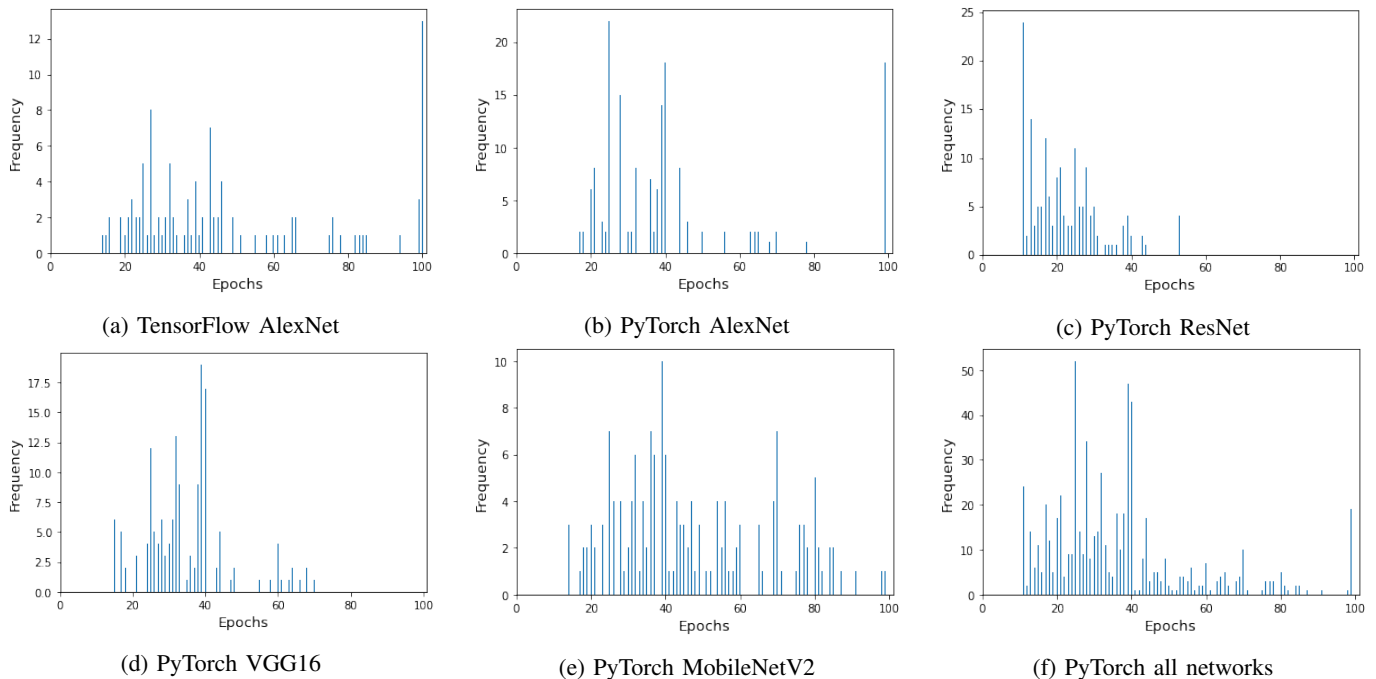 12
10
8
6
4
2
0
Frequency
0 20 40 60 80 100
Epochs
(a) TensorFlow AlexNet
20
15
10
5
0
Frequency
0 20 40 60 80 100
Epochs
(b) PyTorch AlexNet
25
20
15
10
5
0
Frequency
0 20 40 60 80 100
Epochs
(c) PyTorch ResNet
17.5
15.0
12.5
10.0
7.5
5.0
2.5
0.0
Frequency
0 20 40 60 80 100
Epochs
(d) PyTorch VGG16
10
8
6
4
2
0
Frequency
0 20 40 60 80 100
Epochs
(e) PyTorch MobileNetV2
50
40
30
20
10
0
Frequency
0 20 40 60 80 100
Epochs
(f) PyTorch all networks